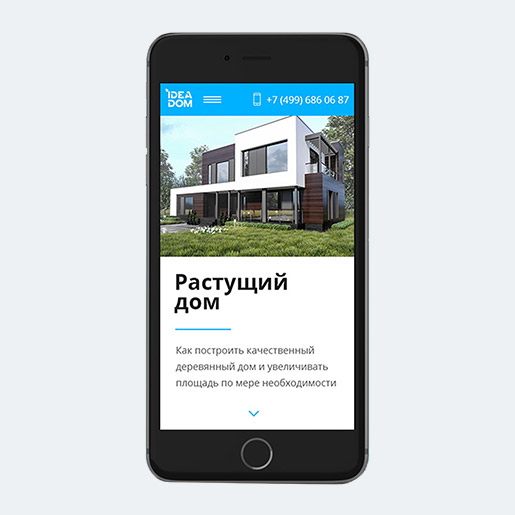 IDEA
DOM
+7 (499) 686 06 87
Растущий
дом
Как построить качественный
деревянный дом и увеличивать
площадь по мере необходимости